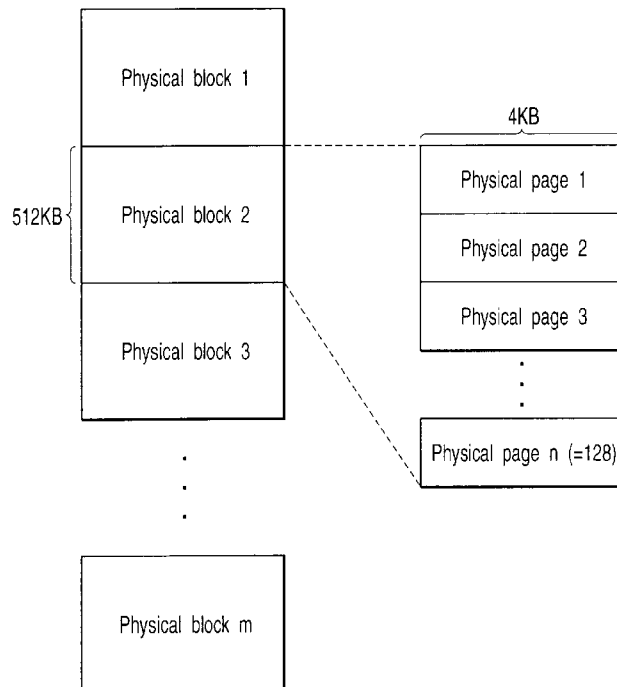 Physical block 1
512KB
Physical block 2
Physical block 3
Physical block m
4KB
Physical page 1
Physical page 2
Physical page 3
Physical page n (=128)